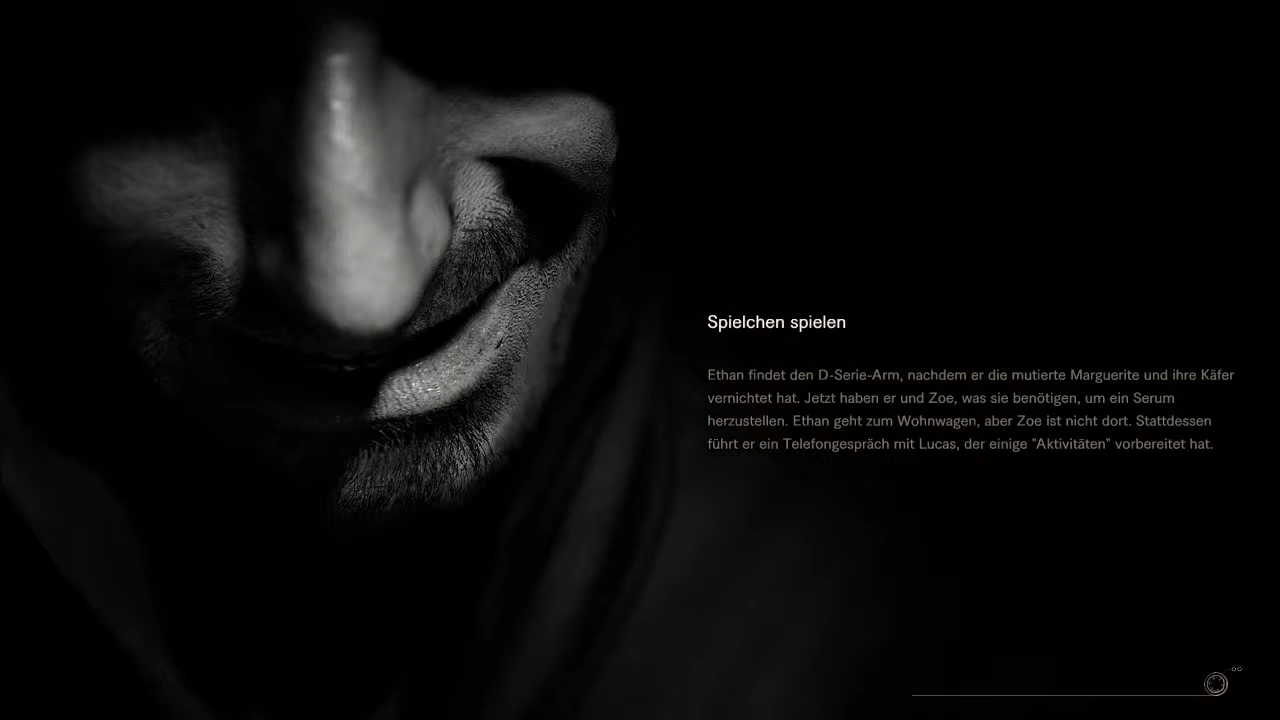 Spielchen spielen
Ethan findet den D-Serie-Arm, nachdem er die mutierte Marguerite und ihre Käfer
vernichtet hat. Jetzt haben er und Zoe, was sie benötigen, um ein Serum
herzustellen. Ethan geht zum Wohnwagen, aber Zoe ist nicht dort. Stattdessen
führt er ein Telefongespräch mit Lucas, der einige "Aktivitäten" vorbereitet hat.